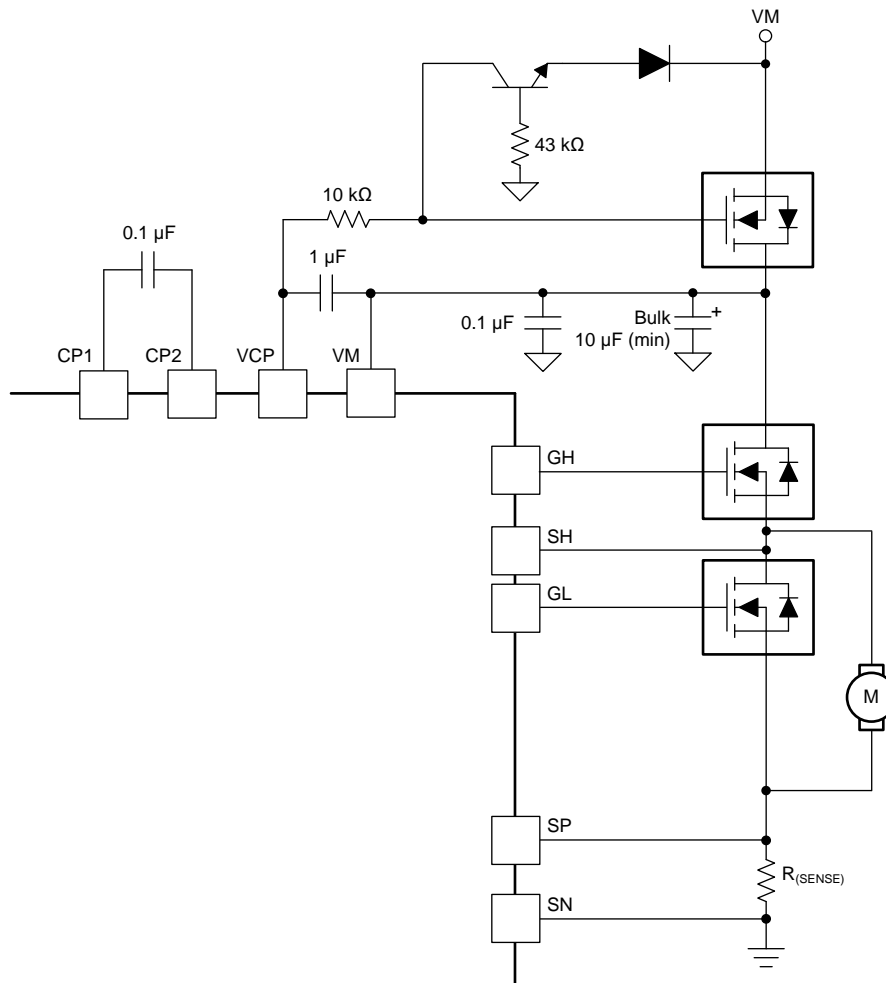 VM
43 kΩ
10 kΩ
0.1 µF
1 µF
0.1 µF
Bulk
10 µF (min)
+
CP1
CP2
VCP
VM
GH
SH
GL
M
SP
R(SENSE)
SN